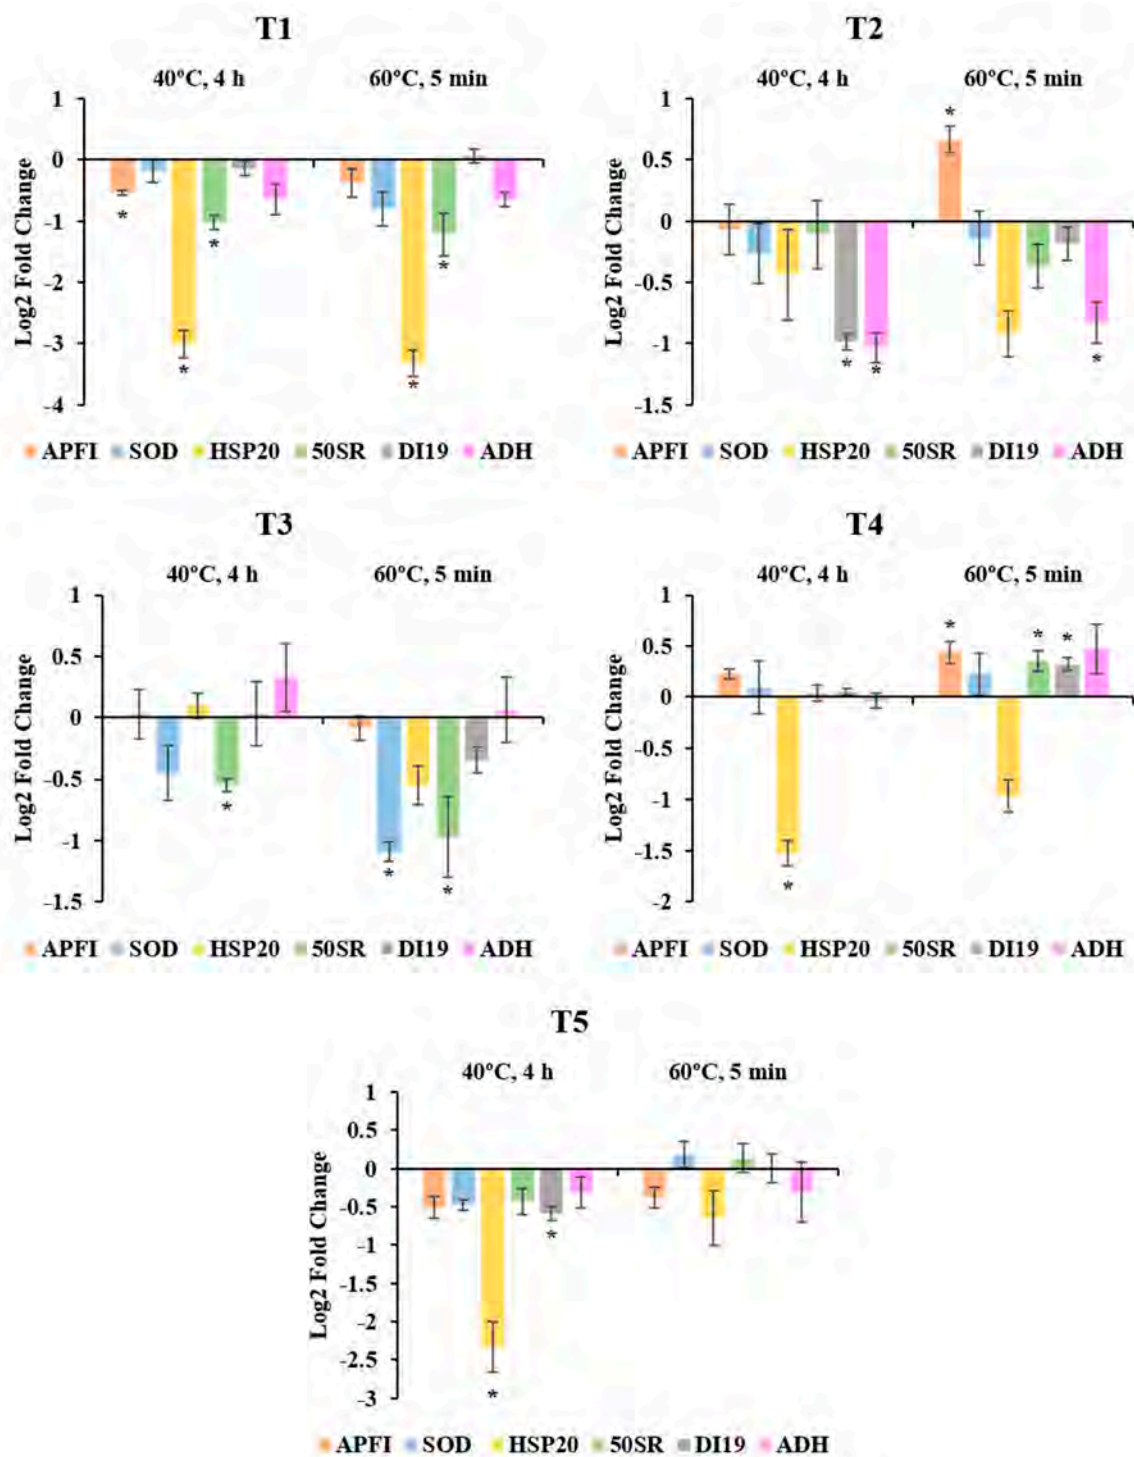 T1
40°C, 4 h 60°C, 5 min
1
0
-1
-2
-3
-4
Log2 Fold Change
* * * * *
APFI SOD HSP20 50SR DI19 ADH
T2
40°C, 4 h 60°C, 5 min
1
0.5
0
-0.5
-1
-1.5
Log2 Fold Change
* * * *
APFI SOD HSP20 50SR DI19 ADH
T3
40°C, 4 h 60°C, 5 min
1
0.5
0
-0.5
-1
-1.5
Log2 Fold Change
* * *
APFI SOD HSP20 50SR DI19 ADH
T4
40°C, 4 h 60°C, 5 min
1
0.5
0
-0.5
-1
-1.5
-2
Log2 Fold Change
* * * *
APFI SOD HSP20 50SR DI19 ADH
T5
40°C, 4 h 60°C, 5 min
1
0.5
0
-0.5
-1
-1.5
-2
-2.5
-3
Log2 Fold Change
* *
APFI SOD HSP20 50SR DI19 ADH